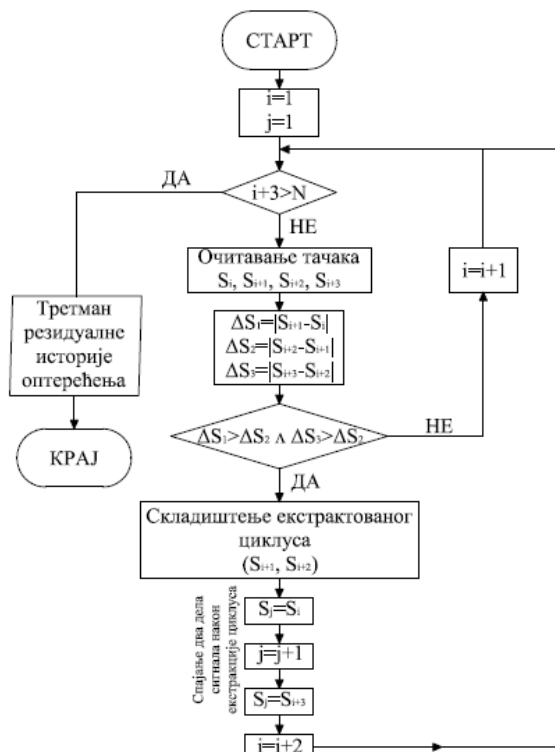 СТАРТ
i=1
j=1
ДА
i+3>N
НЕ
Очитавање тачака
Si, Si+1, Si+2, Si+3
i=i+1
ΔS1=|Si+1-Si|
ΔS2=|Si+2-Si+1|
ΔS3=|Si+3-Si+2|
Третман
резидуалне
историје
оптерећења
КРАЈ
ΔS1>ΔS2 ∧ ΔS3>ΔS2
НЕ
ДА
Складиштење екстрактованог
циклуса
(Si+1, Si+2)
Спајање два дела
сигнала након
екстракције циклуса
Sj=Si
j=j+1
Sj=Si+3